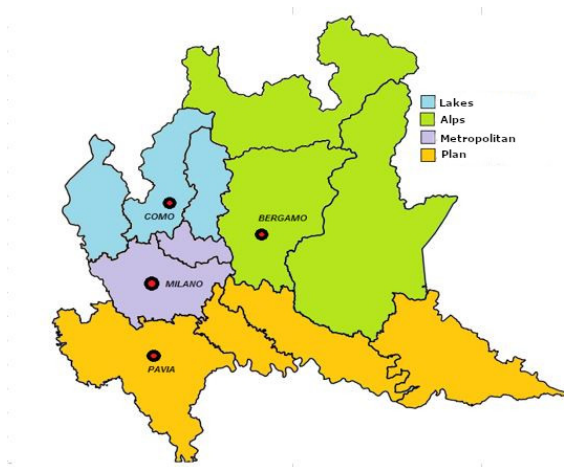 Lakes
Alps
Metropolitan
Plan
COMO
BERGAMO
MILANO
PAVIA